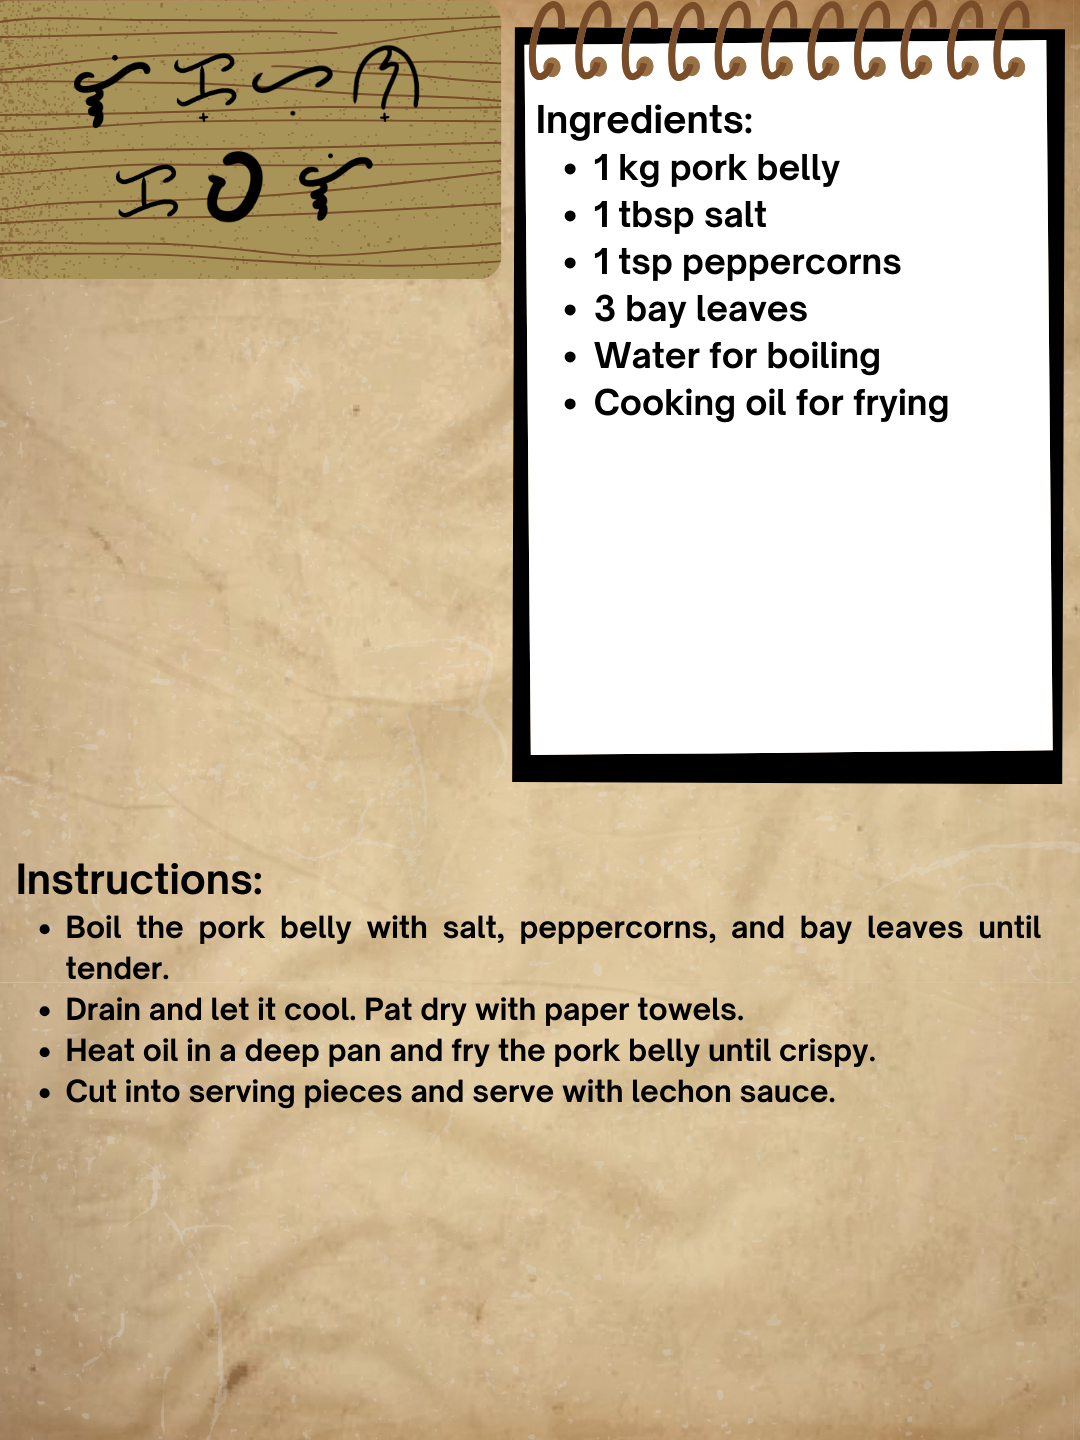 ᜎᜒᜃ᜔ᜑᜓᜈ᜔
ᜃᜏᜎᜒ
Ingredients:
• 1 kg pork belly
• 1 tbsp salt
• 1 tsp peppercorns
• 3 bay leaves
• Water for boiling
• Cooking oil for frying
Instructions:
• Boil the pork belly with salt, peppercorns, and bay leaves until
tender.
• Drain and let it cool. Pat dry with paper towels.
• Heat oil in a deep pan and fry the pork belly until crispy.
• Cut into serving pieces and serve with lechon sauce.